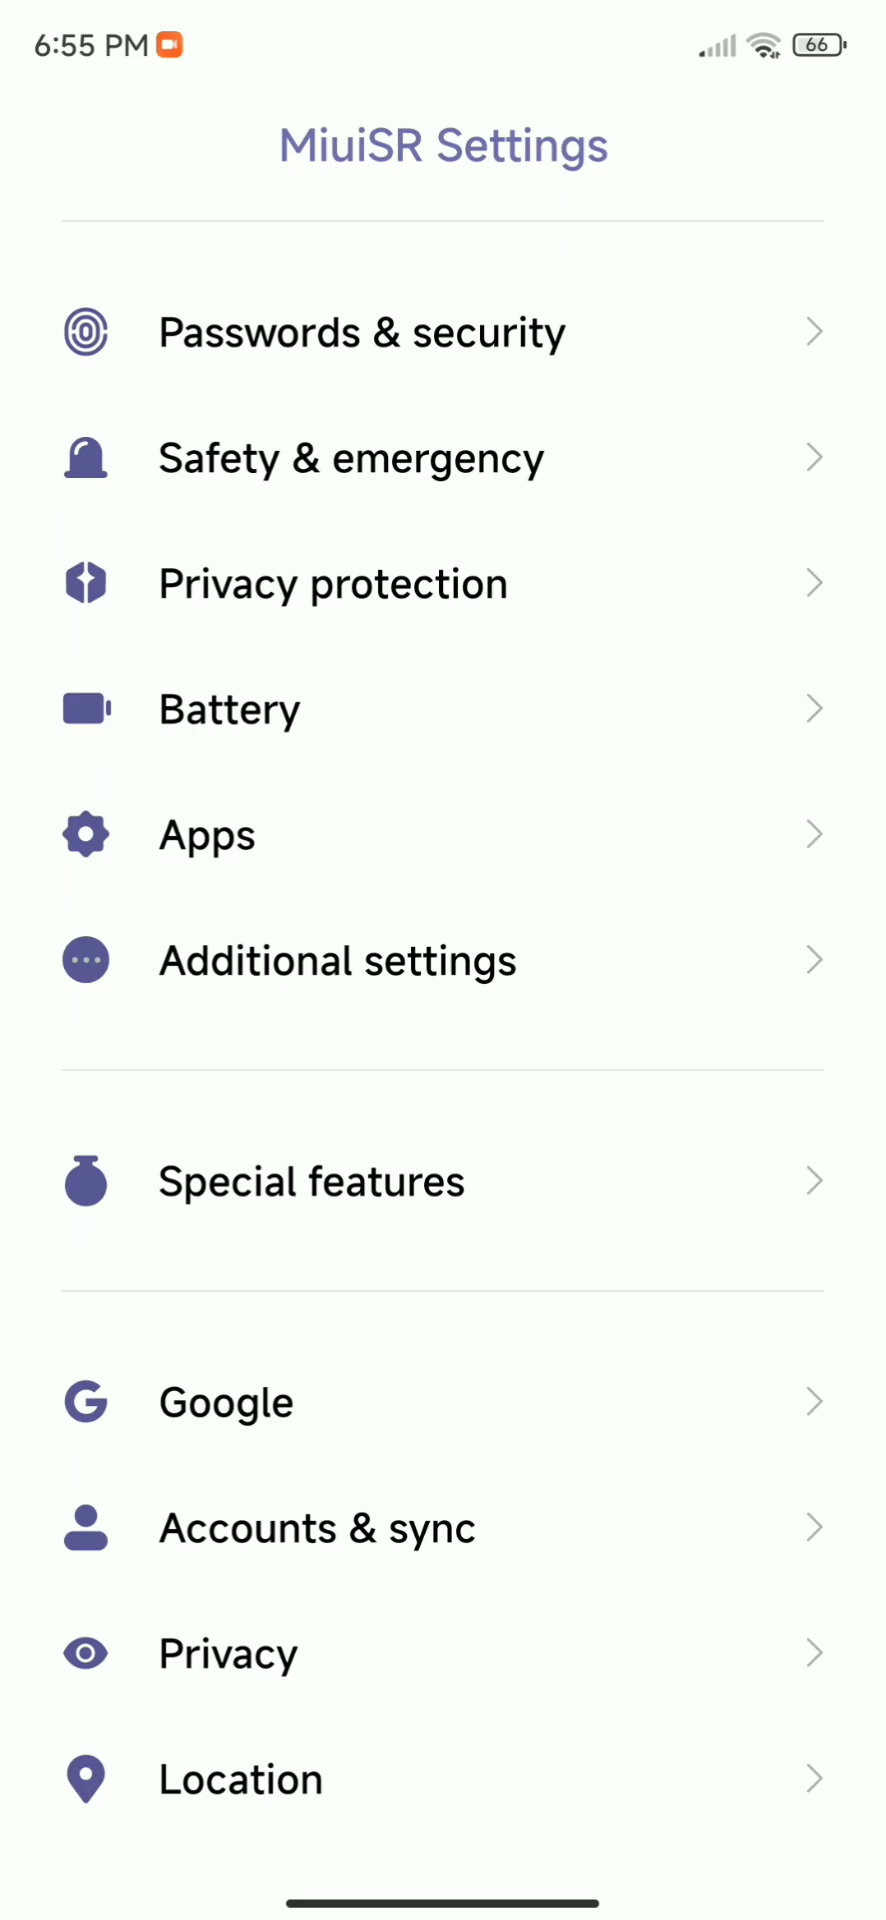 6:55 PM
66
MiuiSR Settings
Passwords & security
Safety & emergency
Privacy protection
Battery
Apps
Additional settings
Special features
Google
Accounts & sync
Privacy
Location